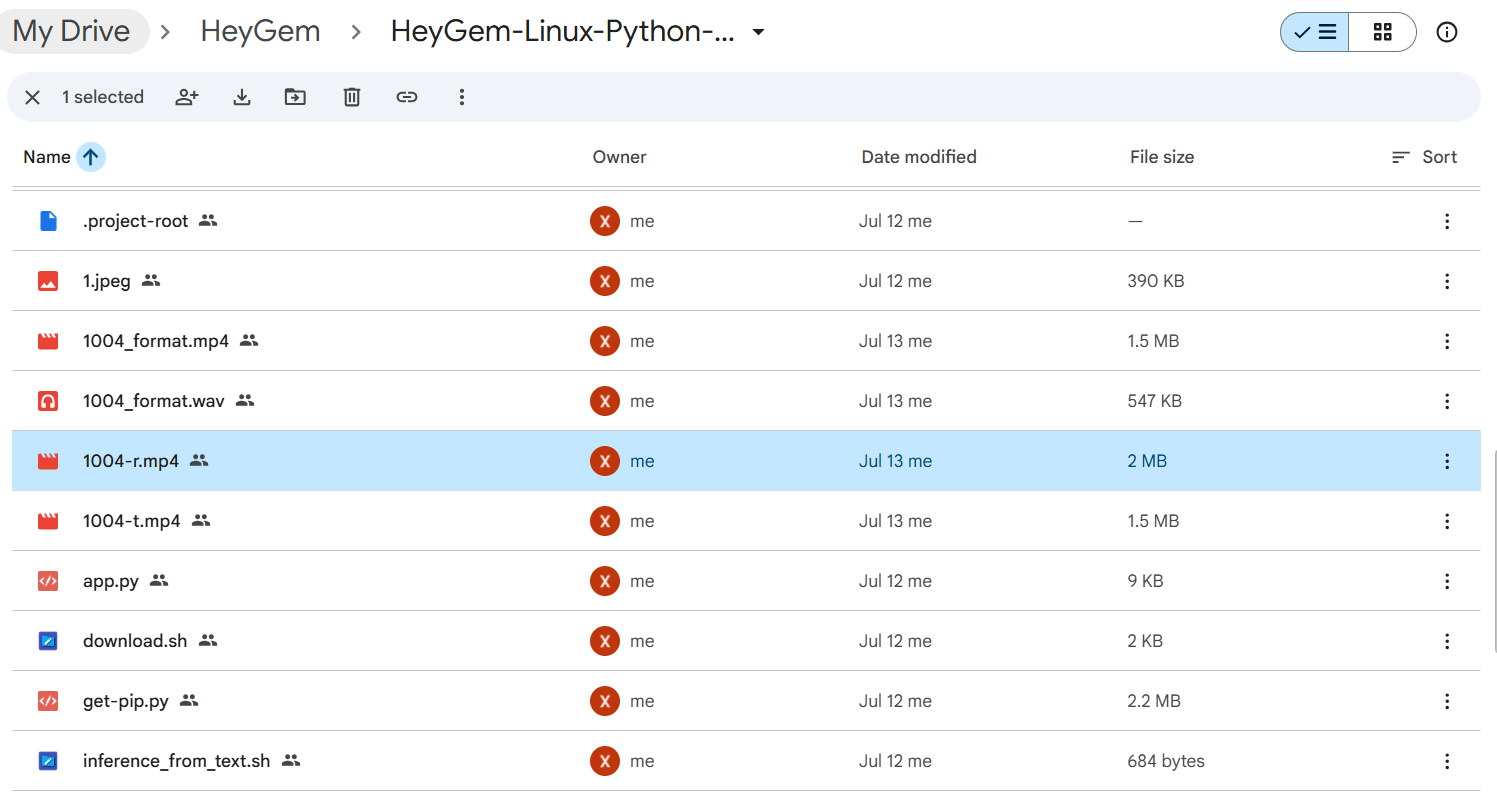 My Drive > HeyGem > HeyGem-Linux-Python-...
1 selected
Name Owner Date modified File size Sort
.project-root X me Jul 12 me —
1.jpeg X me Jul 12 me 390 KB
1004_format.mp4 X me Jul 13 me 1.5 MB
1004_format.wav X me Jul 13 me 547 KB
1004-r.mp4 X me Jul 13 me 2 MB
1004-t.mp4 X me Jul 13 me 1.5 MB
app.py X me Jul 12 me 9 KB
download.sh X me Jul 12 me 2 KB
get-pip.py X me Jul 12 me 2.2 MB
inference_from_text.sh X me Jul 12 me 684 bytes